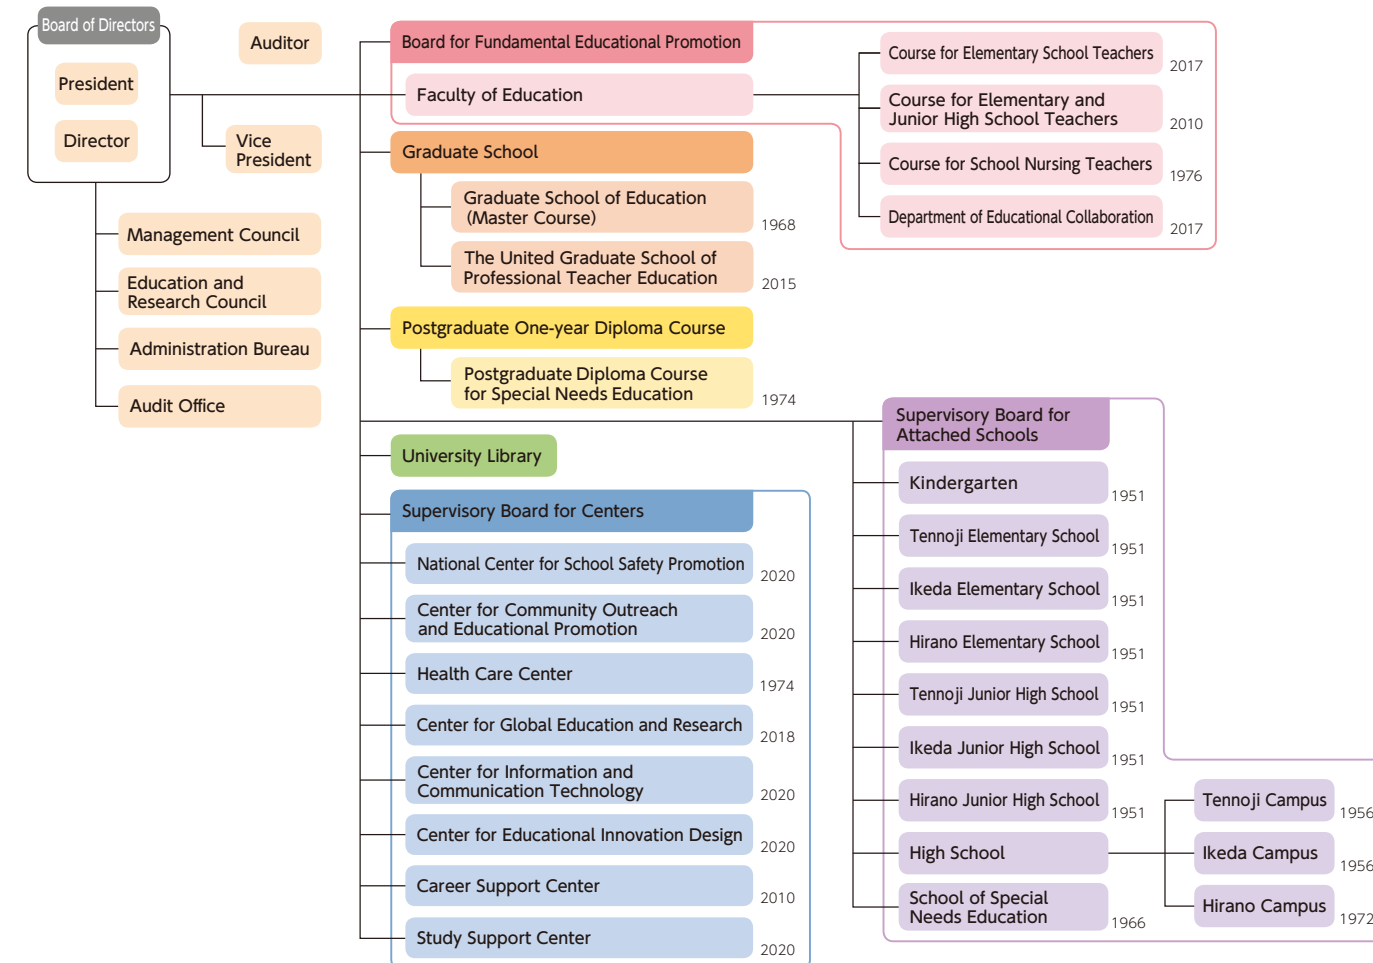 Board of Directors
President
Director
Auditor
Vice
President
Management Council
Education and
Research Council
Administration Bureau
Audit Office
Board for Fundamental Educational Promotion
Faculty of Education
Course for Elementary School Teachers
2017
Course for Elementary and
Junior High School Teachers
2010
Course for School Nursing Teachers
1976
Department of Educational Collaboration
2017
Graduate School
Graduate School of Education
(Master Course)
1968
The United Graduate School of
Professional Teacher Education
2015
Postgraduate One-year Diploma Course
Postgraduate Diploma Course
for Special Needs Education
1974
University Library
Supervisory Board for Centers
National Center for School Safety Promotion
2020
Center for Community Outreach
and Educational Promotion
2020
Health Care Center
1974
Center for Global Education and Research
2018
Center for Information and
Communication Technology
2020
Center for Educational Innovation Design
2020
Career Support Center
2010
Study Support Center
2020
Supervisory Board for
Attached Schools
Kindergarten
1951
Tennoji Elementary School
1951
Ikeda Elementary School
1951
Hirano Elementary School
1951
Tennoji Junior High School
1951
Ikeda Junior High School
1951
Hirano Junior High School
1951
High School
Tennoji Campus
1956
Ikeda Campus
1956
Hirano Campus
1972
School of Special
Needs Education
1966